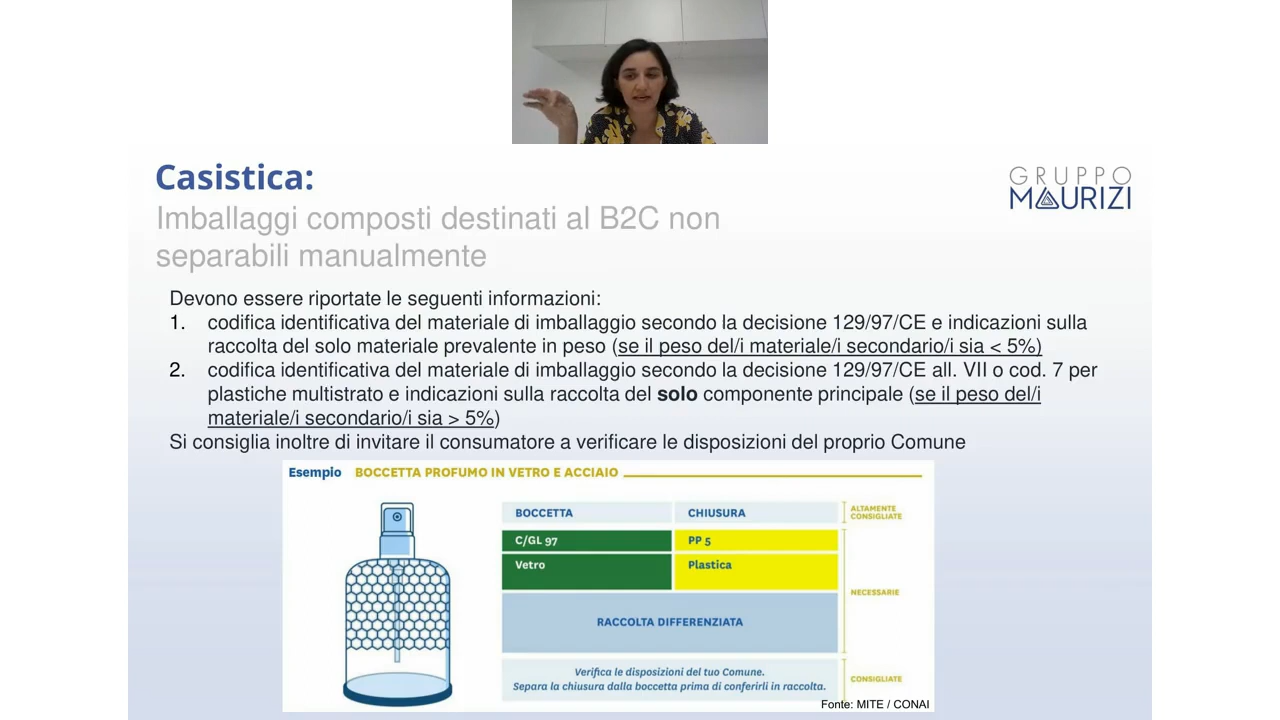 Casistica:
GRUPPO
MAURIZI
Imballaggi composti destinati al B2C non
separabili manualmente
Devono essere riportate le seguenti informazioni:
1. codifica identificativa del materiale di imballaggio secondo la decisione 129/97/CE e indicazioni sulla
raccolta del solo materiale prevalente in peso (se il peso del/i materiale/i secondario/i sia < 5%)
2. codifica identificativa del materiale di imballaggio secondo la decisione 129/97/CE all. VII o cod. 7 per
plastiche multistrato e indicazioni sulla raccolta del solo componente principale (se il peso del/i
materiale/i secondario/i sia > 5%)
Si consiglia inoltre di invitare il consumatore a verificare le disposizioni del proprio Comune
Esempio BOCCETTA PROFUMO IN VETRO E ACCIAIO
BOCCETTA CHIUSURA
ALTAMENTE
CONSIGLIATE
C/GL 97 PP 5
Vetro Plastica
NECESSARIE
RACCOLTA DIFFERENZIATA
Verifica le disposizioni del tuo Comune.
Separa la chiusura dalla boccetta prima di conferirli in raccolta.
CONSIGLIATE
Fonte: MITE / CONAI